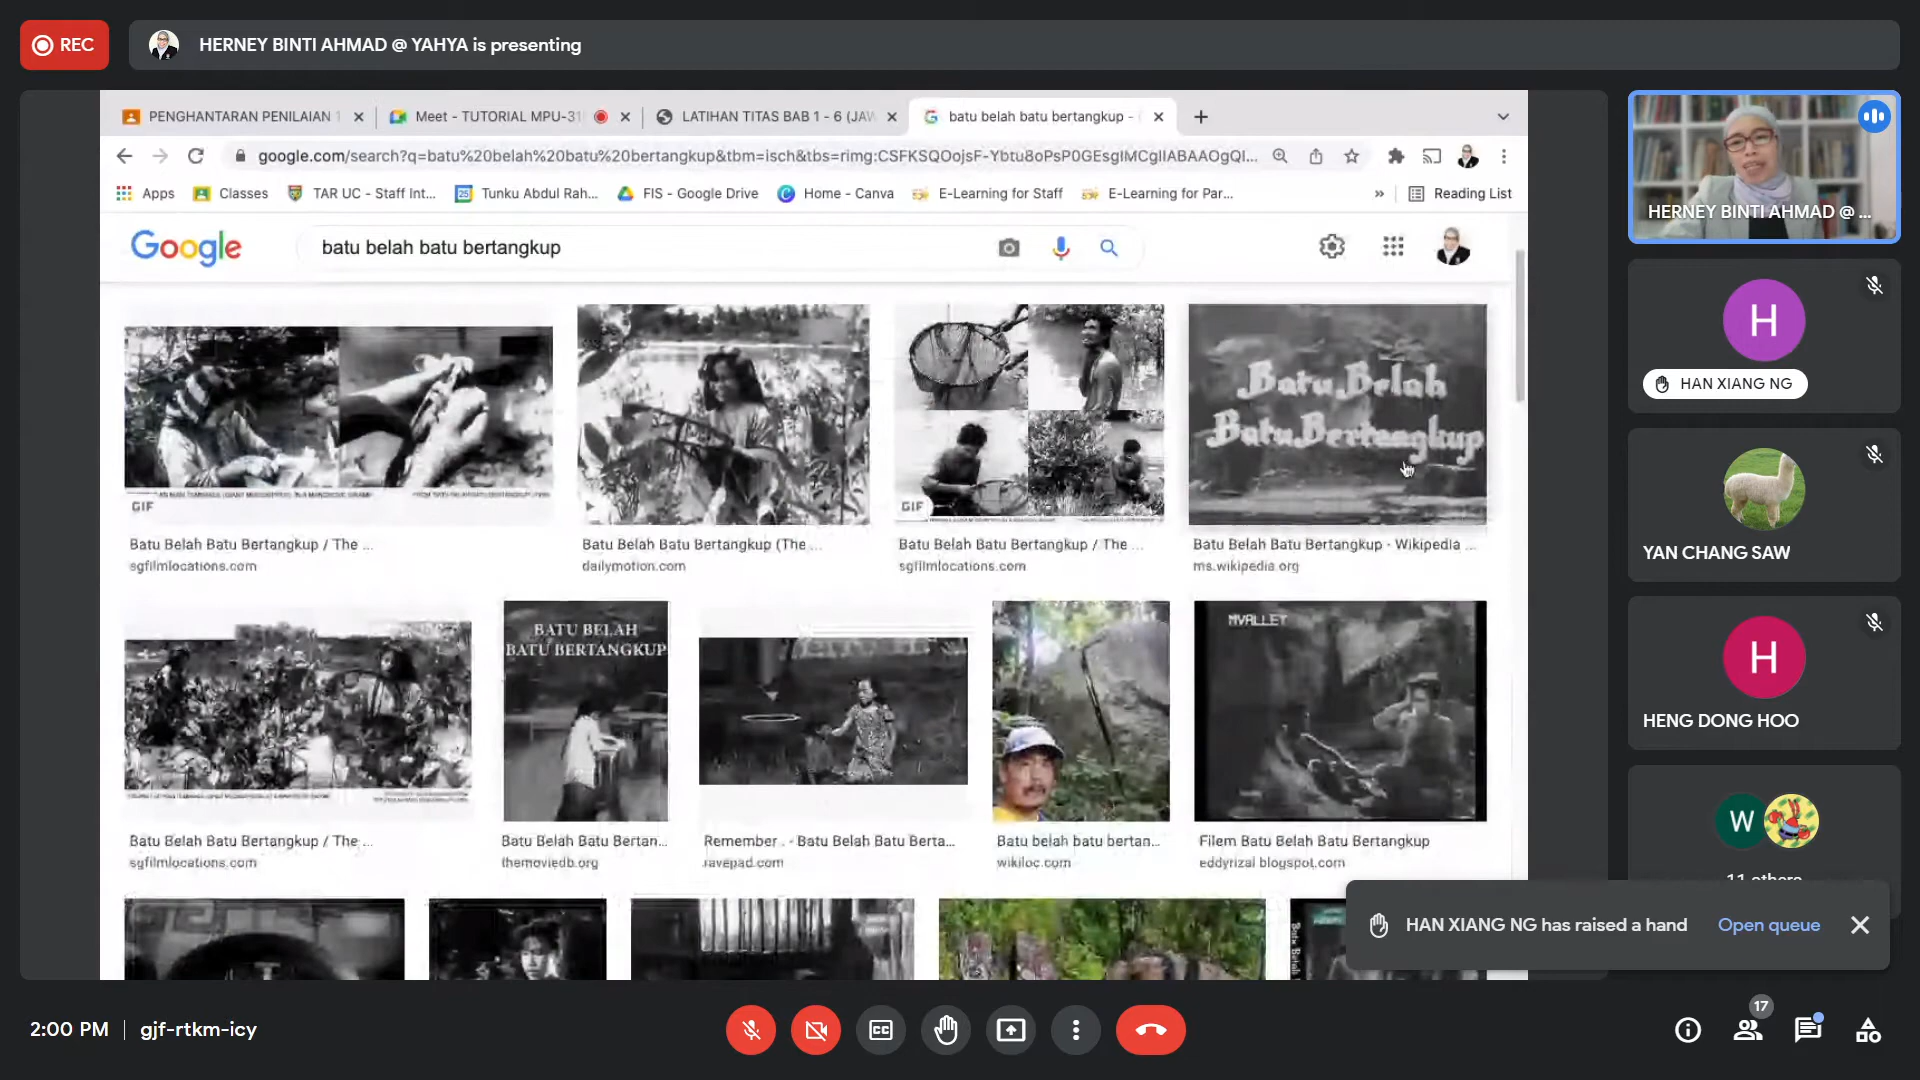 REC
HERNEY BINTI AHMAD @ YAHYA is presenting
PENGHANTARAN PENILAIAN 1
Meet - TUTORIAL MPU-31
LATIHAN TITAS BAB 1 - 6 (JAW
batu belah batu bertangkup -
google.com/search?q=batu%20belah%20batu%20bertangkup&tbm=isch&tbs=rimg:CSFKSQOojsF-Ybtu8oPsP0GEsgIMCgIIABAAOgQI...
Apps
Classes
TAR UC - Staff Int...
Tunku Abdul Rah...
FIS - Google Drive
Home - Canva
E-Learning for Staff
E-Learning for Par...
»
Reading List
Google
batu belah batu bertangkup
Batu Belah
Batu Bertangkup
GIF
GIF
Batu Belah Batu Bertangkup / The ...
sgfilmlocations.com
Batu Belah Batu Bertangkup (The ...
dailymotion.com
Batu Belah Batu Bertangkup / The ...
sgfilmlocations.com
Batu Belah Batu Bertangkup - Wikipedia ...
ms.wikipedia.org
BATU BELAH
BATU BERTANGKUP
MVALLEY
Batu Belah Batu Bertangkup / The ...
sgfilmlocations.com
Batu Belah Batu Bertan...
themoviedb.org
Remember . - Batu Belah Batu Berta...
ravepad.com
Batu belah batu bertan...
wikiloc.com
Filem Batu Belah Batu Bertangkup
eddyrizal.blogspot.com
HERNEY BINTI AHMAD @ ...
H
HAN XIANG NG
YAN CHANG SAW
H
HENG DONG HOO
W
11 others
HAN XIANG NG has raised a hand
Open queue
2:00 PM
gjf-rtkm-icy
CC
17